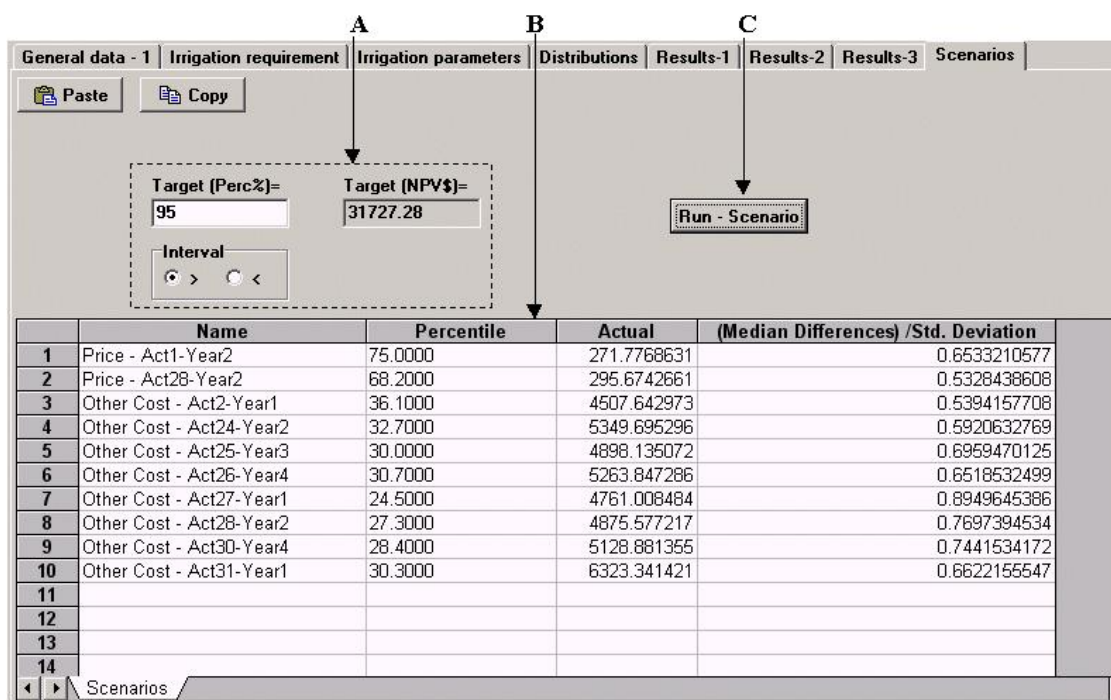 A B C
General data - 1 Irrigation requirement Irrigation parameters Distributions Results-1 Results-2 Results-3 Scenarios
Paste Copy
Target (Perc%)= Target (NPV$)=
95 31727.28
Run - Scenario
Interval
> <
Name Percentile Actual (Median Differences) /Std. Deviation
1 Price - Act1-Year2 75.0000 271.7768631 0.6533210577
2 Price - Act28-Year2 68.2000 295.6742661 0.5328438608
3 Other Cost - Act2-Year1 36.1000 4507.642973 0.5394157708
4 Other Cost - Act24-Year2 32.7000 5349.695296 0.5920632769
5 Other Cost - Act25-Year3 30.0000 4898.135072 0.6959470125
6 Other Cost - Act26-Year4 30.7000 5263.847286 0.6518532499
7 Other Cost - Act27-Year1 24.5000 4761.008484 0.8949645386
8 Other Cost - Act28-Year2 27.3000 4875.577217 0.7697394534
9 Other Cost - Act30-Year4 28.4000 5128.881355 0.7441534172
10 Other Cost - Act31-Year1 30.3000 6323.341421 0.6622155547
11
12
13
14
Scenarios